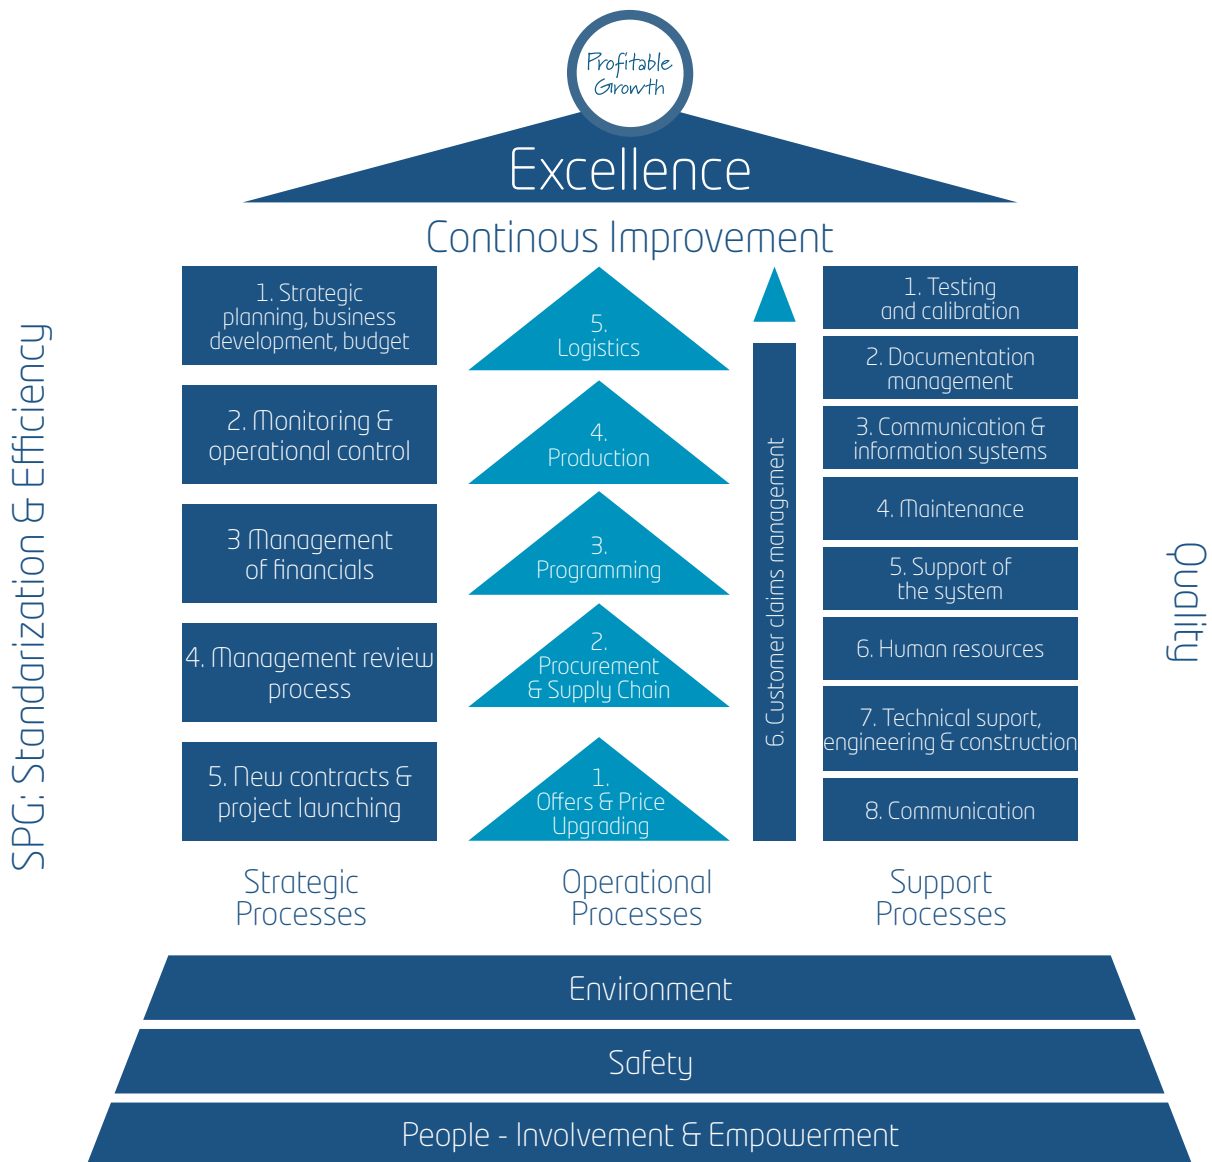 Profitable
Growth
Excellence
Continous Improvement
SPG: Standarization & Efficiency
1. Strategic
planning, business
development, budget
2. Monitoring &
operational control
3 Management
of financials
4. Management review
process
5. New contracts &
project launching
Strategic
Processes
5.
Logistics
4.
Production
3.
Programming
2.
Procurement
& Supply Chain
1.
Offers & Price
Upgrading
6. Customer claims management
Operational
Processes
1. Testing
and calibration
2. Documentation
management
3. Communication &
information systems
4. Maintenance
5. Support of
the system
6. Human resources
7. Technical suport,
engineering & construction
8. Communication
Support
Processes
Quality
Environment
Safety
People - Involvement & Empowerment